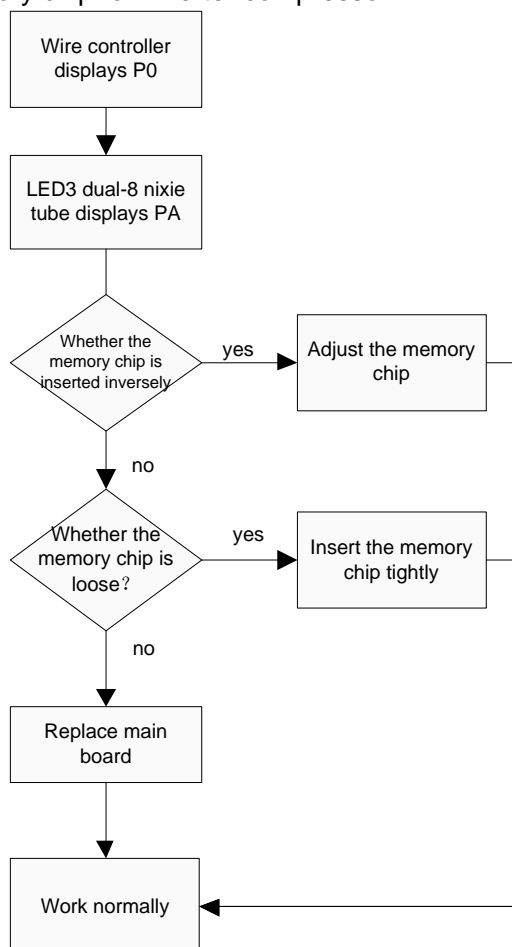 Wire controller
displays P0
LED3 dual-8 nixie
tube displays PA
Whether the
memory chip is
inserted inversely
yes
Adjust the memory
chip
no
Whether the
memory chip is
loose？
yes
Insert the memory
chip tightly
no
Replace main
board
Work normally